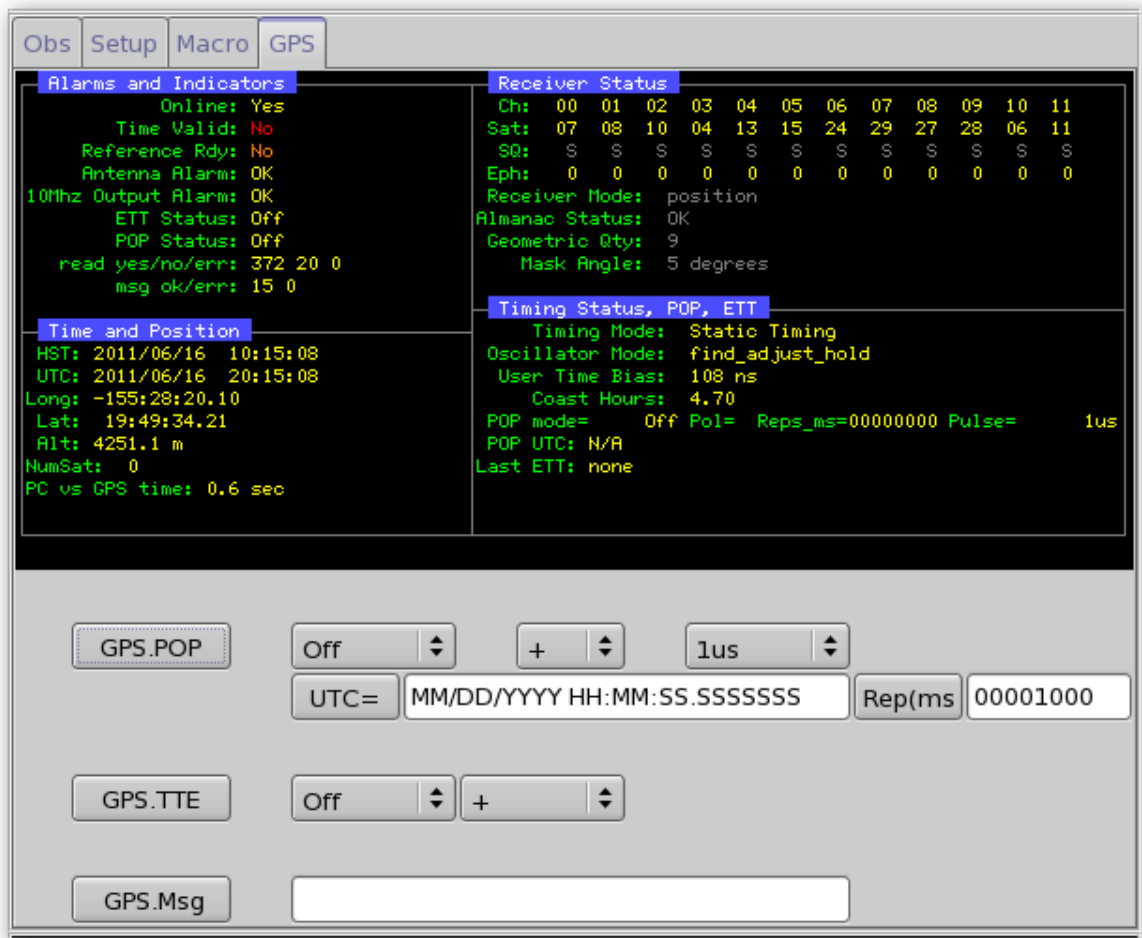 Obs Setup Macro GPS
Alarms and Indicators
Online: Yes
Time Valid: No
Reference Rdy: No
Antenna Alarm: OK
10Mhz Output Alarm: OK
ETT Status: Off
POP Status: Off
read yes/no/err: 372 20 0
msg ok/err: 15 0
Time and Position
HST: 2011/06/16 10:15:08
UTC: 2011/06/16 20:15:08
Long: -155:28:20.10
Lat: 19:49:34.21
Alt: 4251.1 m
NumSat: 0
PC vs GPS time: 0.6 sec
Receiver Status
Ch: 00 01 02 03 04 05 06 07 08 09 10 11
Sat: 07 08 10 04 13 15 24 29 27 28 06 11
SQ: S S S S S S S S S S S S
Eph: 0 0 0 0 0 0 0 0 0 0 0 0
Receiver Mode: position
Almanac Status: OK
Geometric Qty: 9
Mask Angle: 5 degrees
Timing Status, POP, ETT
Timing Mode: Static Timing
Oscillator Mode: find_adjust_hold
User Time Bias: 108 ns
Coast Hours: 4.70
POP mode= Off Pol= Reps_ms=00000000 Pulse= 1us
POP UTC: N/A
Last ETT: none
GPS.POP Off + 1us
UTC= MM/DD/YYYY HH:MM:SS.SSSSSSS Rep(ms 00001000
GPS.TTE Off +
GPS.Msg